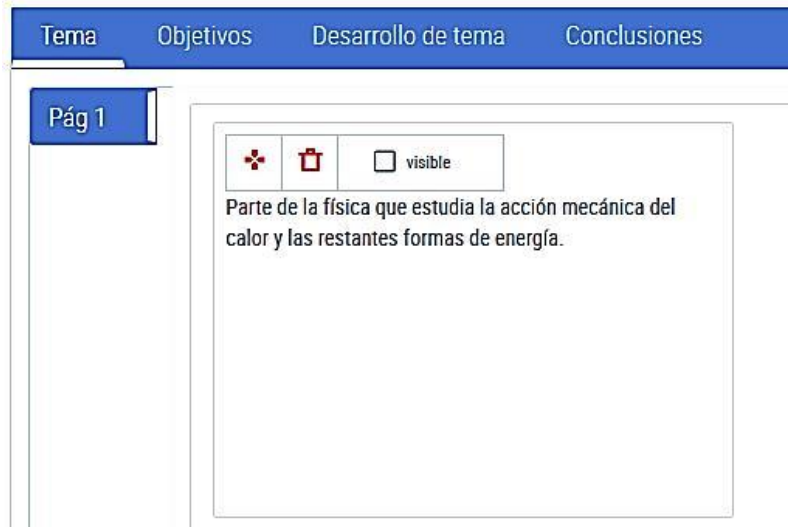 Tema Objetivos Desarrollo de tema Conclusiones
Pág 1
visible
Parte de la física que estudia la acción mecánica del
calor y las restantes formas de energía.